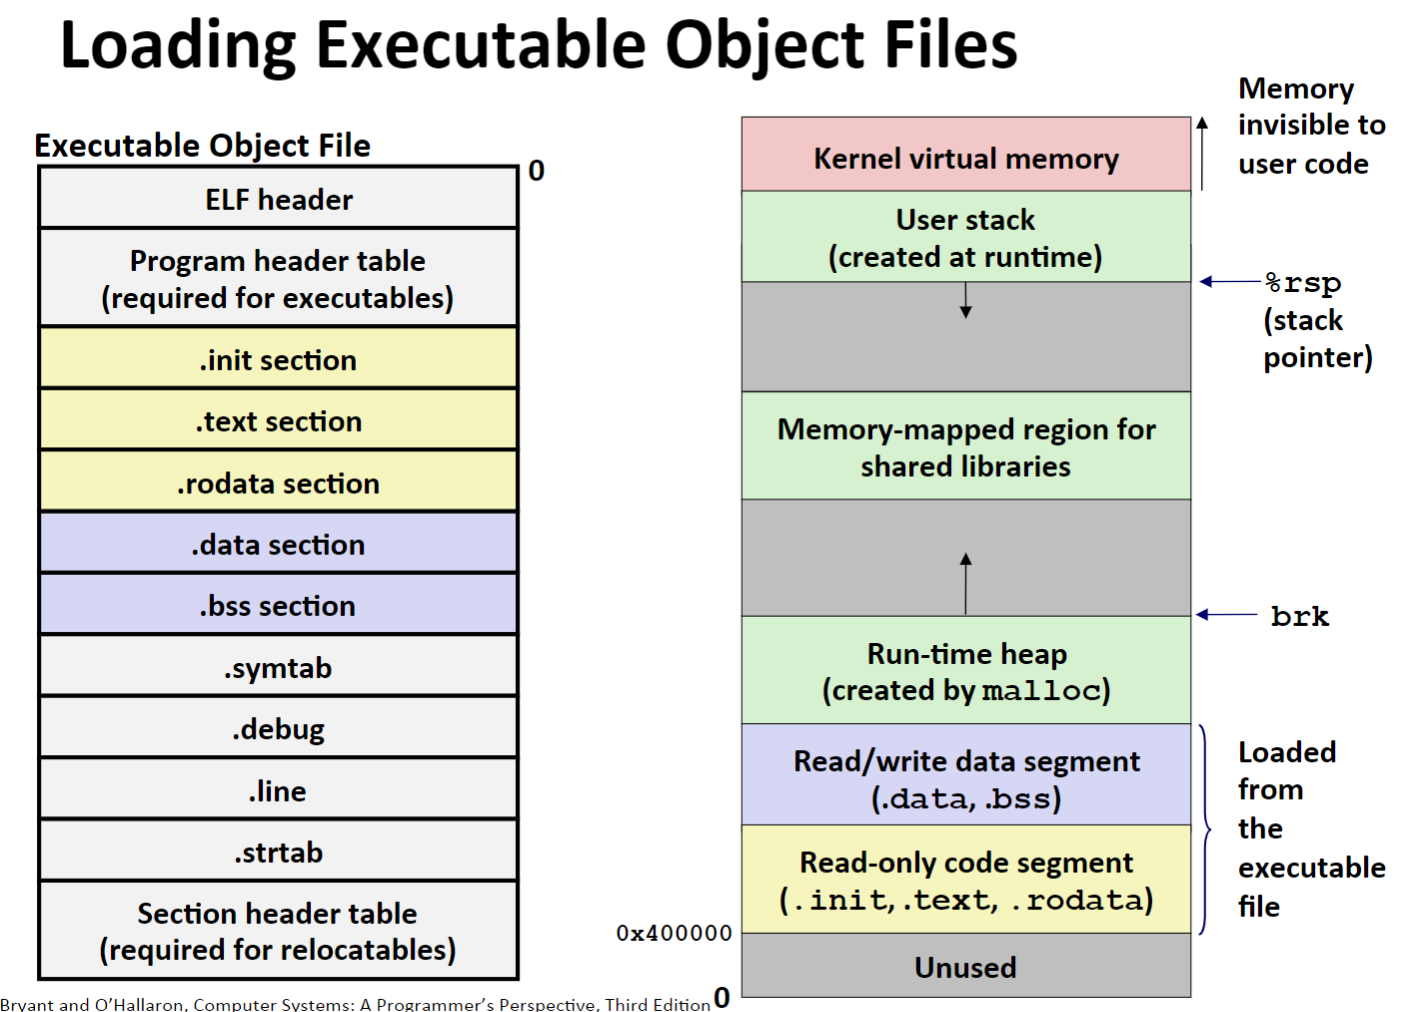 Loading Executable Object Files
Executable Object File
0
ELF header
Program header table
(required for executables)
.init section
.text section
.rodata section
.data section
.bss section
.symtab
.debug
.line
.strtab
Section header table
(required for relocatables)
Kernel virtual memory
User stack
(created at runtime)
Memory-mapped region for
shared libraries
Run-time heap
(created by malloc)
Read/write data segment
(.data, .bss)
Read-only code segment
(.init, .text, .rodata)
Unused
0x400000
0
Memory
invisible to
user code
%rsp
(stack
pointer)
brk
Loaded
from
the
executable
file
Bryant and O'Hallaron, Computer Systems: A Programmer's Perspective, Third Edition